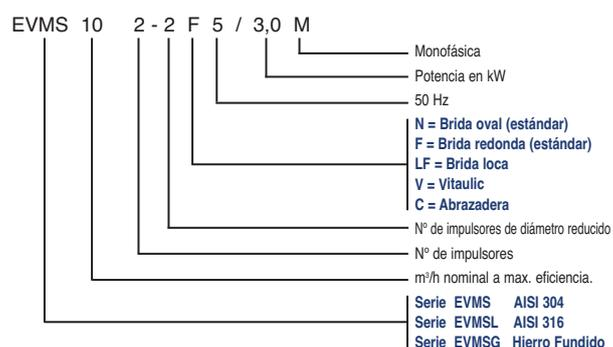 EVMS 10 2 - 2 F 5 / 3,0 M
Monofásica
Potencia en kW
50 Hz
N = Brida oval (estándar)
F = Brida redonda (estándar)
LF = Brida loca
V = Vitaulic
C = Abrazadera
Nº de impulsores de diámetro reducido
Nº de impulsores
m³/h nominal a max. eficiencia.
Serie EVMS AISI 304
Serie EVMSL AISI 316
Serie EVMSG Hierro Fundido